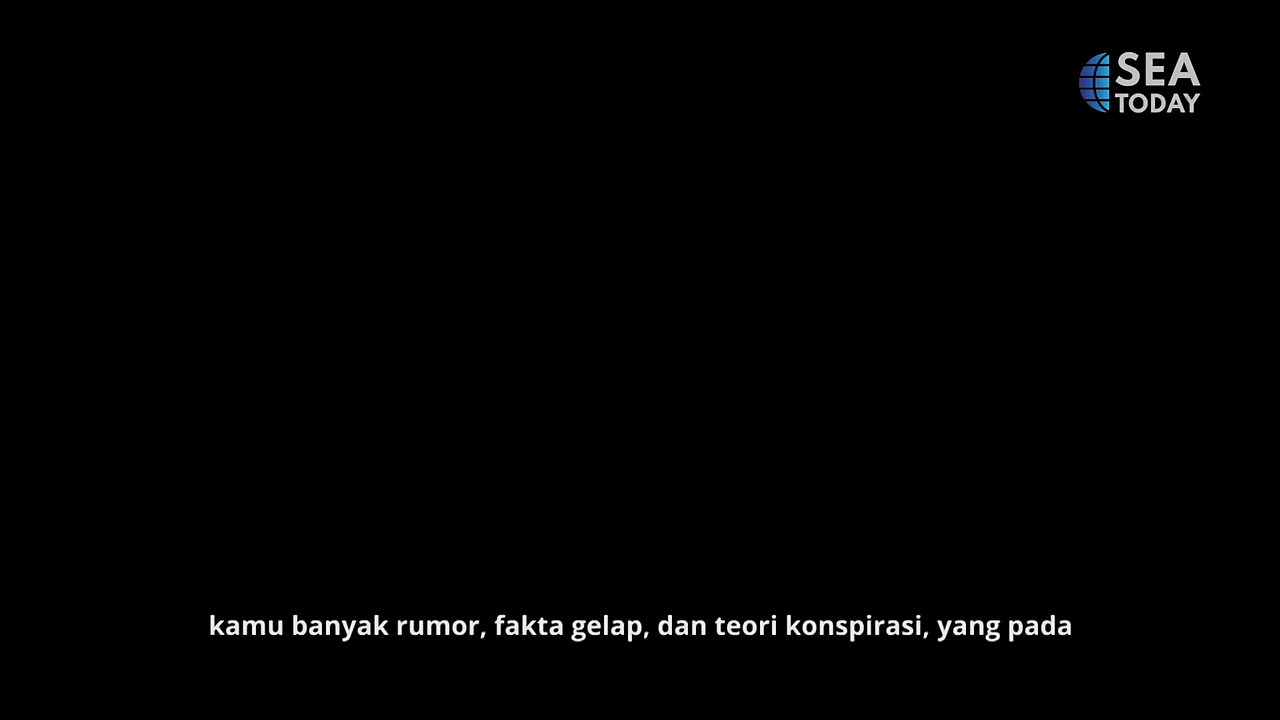 SEA
TODAY
kamu banyak rumor, fakta gelap, dan teori konspirasi, yang pada